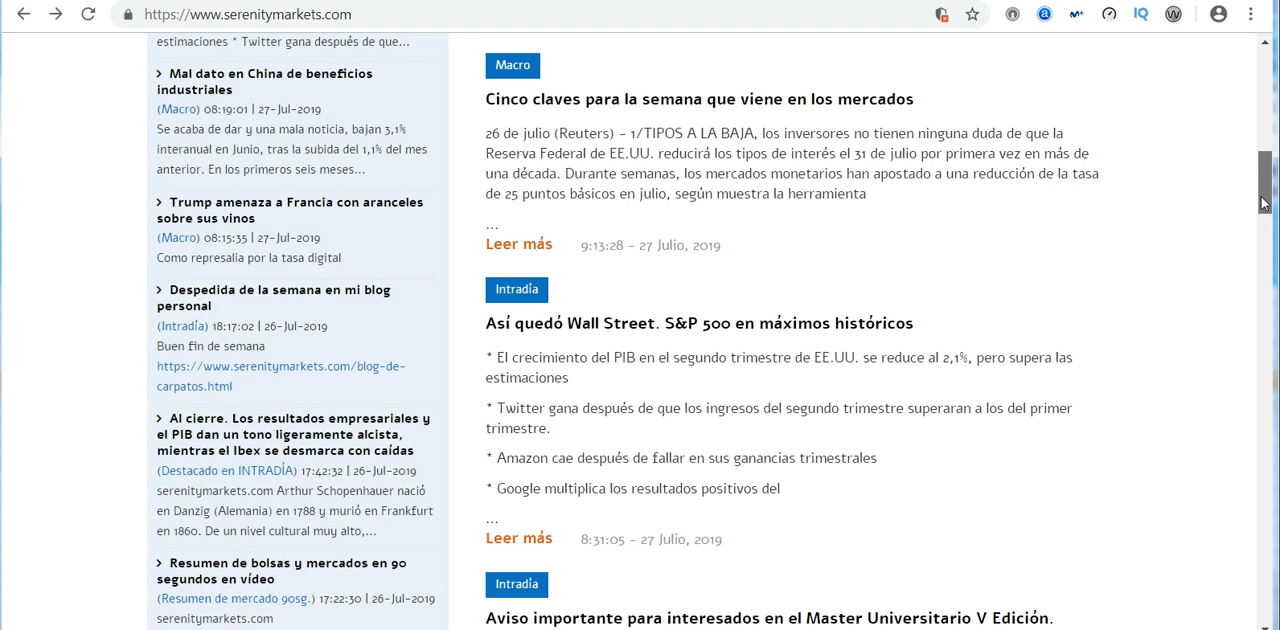 https://www.serenitymarkets.com
estimaciones * Twitter gana después de que...
> Mal dato en China de beneficios
industriales
(Macro) 08:19:01 | 27-Jul-2019
Se acaba de dar y una mala noticia, bajan 3,1%
interanual en Junio, tras la subida del 1,1% del mes
anterior. En los primeros seis meses...
> Trump amenaza a Francia con aranceles
sobre sus vinos
(Macro) 08:15:35 | 27-Jul-2019
Como represalia por la tasa digital
> Despedida de la semana en mi blog
personal
(Intradía) 18:17:02 | 26-Jul-2019
Buen fin de semana
https://www.serenitymarkets.com/blog-de-
carpatos.html
> Al cierre. Los resultados empresariales y
el PIB dan un tono ligeramente alcista,
mientras el Ibex se desmarca con caídas
(Destacado en INTRADÍA) 17:42:32 | 26-Jul-2019
serenitymarkets.com Arthur Schopenhauer nació
en Danzig (Alemania) en 1788 y murió en Frankfurt
en 1860. De un nivel cultural muy alto,...
> Resumen de bolsas y mercados en 90
segundos en vídeo
(Resumen de mercado 90sg.) 17:22:30 | 26-Jul-2019
serenitymarkets.com
Macro
Cinco claves para la semana que viene en los mercados
26 de julio (Reuters) - 1/TIPOS A LA BAJA, los inversores no tienen ninguna duda de que la
Reserva Federal de EE.UU. reducirá los tipos de interés el 31 de julio por primera vez en más de
una década. Durante semanas, los mercados monetarios han apostado a una reducción de la tasa
de 25 puntos básicos en julio, según muestra la herramienta
...
Leer más 9:13:28 - 27 Julio, 2019
Intradía
Así quedó Wall Street. S&P 500 en máximos históricos
* El crecimiento del PIB en el segundo trimestre de EE.UU. se reduce al 2,1%, pero supera las
estimaciones
* Twitter gana después de que los ingresos del segundo trimestre superaran a los del primer
trimestre.
* Amazon cae después de fallar en sus ganancias trimestrales
* Google multiplica los resultados positivos del
...
Leer más 8:31:05 - 27 Julio, 2019
Intradía
Aviso importante para interesados en el Master Universitario V Edición.